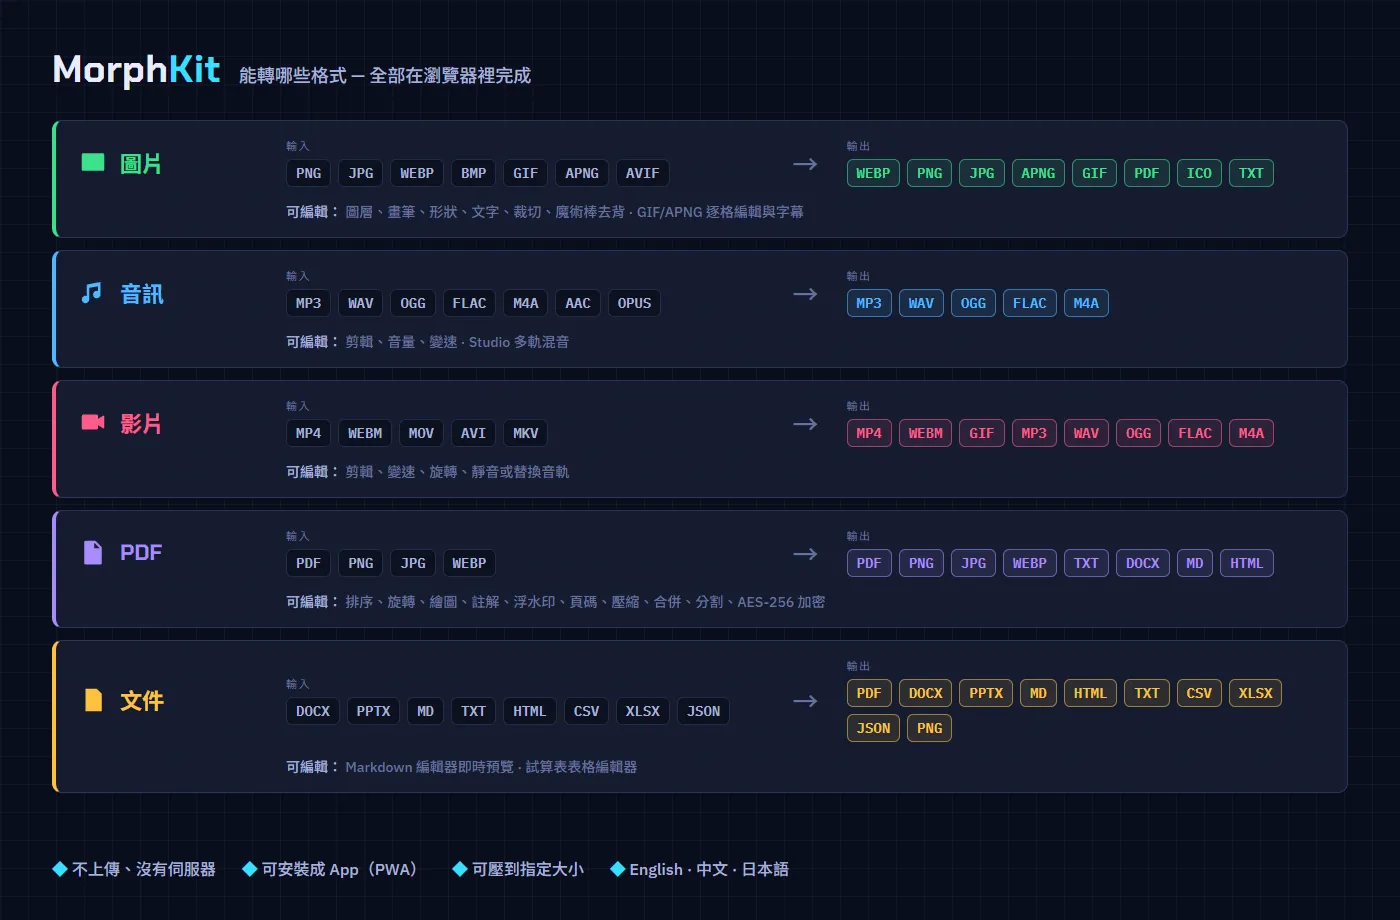 MorphKit 能轉哪些格式 — 全部在瀏覽器裡完成
圖片
輸入
PNG JPG WEBP BMP GIF APNG AVIF
→
輸出
WEBP PNG JPG APNG GIF PDF ICO TXT
可編輯： 圖層、畫筆、形狀、文字、裁切、魔術棒去背 · GIF/APNG 逐格編輯與字幕
音訊
輸入
MP3 WAV OGG FLAC M4A AAC OPUS
→
輸出
MP3 WAV OGG FLAC M4A
可編輯： 剪輯、音量、變速 · Studio 多軌混音
影片
輸入
MP4 WEBM MOV AVI MKV
→
輸出
MP4 WEBM GIF MP3 WAV OGG FLAC M4A
可編輯： 剪輯、變速、旋轉、靜音或替換音軌
PDF
輸入
PDF PNG JPG WEBP
→
輸出
PDF PNG JPG WEBP TXT DOCX MD HTML
可編輯： 排序、旋轉、繪圖、註解、浮水印、頁碼、壓縮、合併、分割、AES-256 加密
文件
輸入
DOCX PPTX MD TXT HTML CSV XLSX JSON
→
輸出
PDF DOCX PPTX MD HTML TXT CSV XLSX
JSON PNG
可編輯： Markdown 編輯器即時預覽 · 試算表表格編輯器
◆ 不上傳、沒有伺服器 ◆ 可安裝成 App（PWA） ◆ 可壓到指定大小 ◆ English · 中文 · 日本語